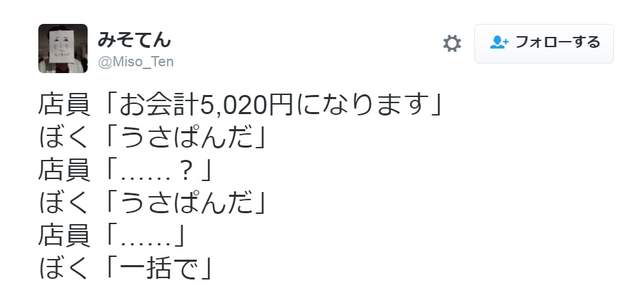 みそてん
@Miso_Ten
フォローする
店員「お会計5,020円になります」
ぼく「うさぱんだ」
店員「……？」
ぼく「うさぱんだ」
店員「……」
ぼく「一括で」